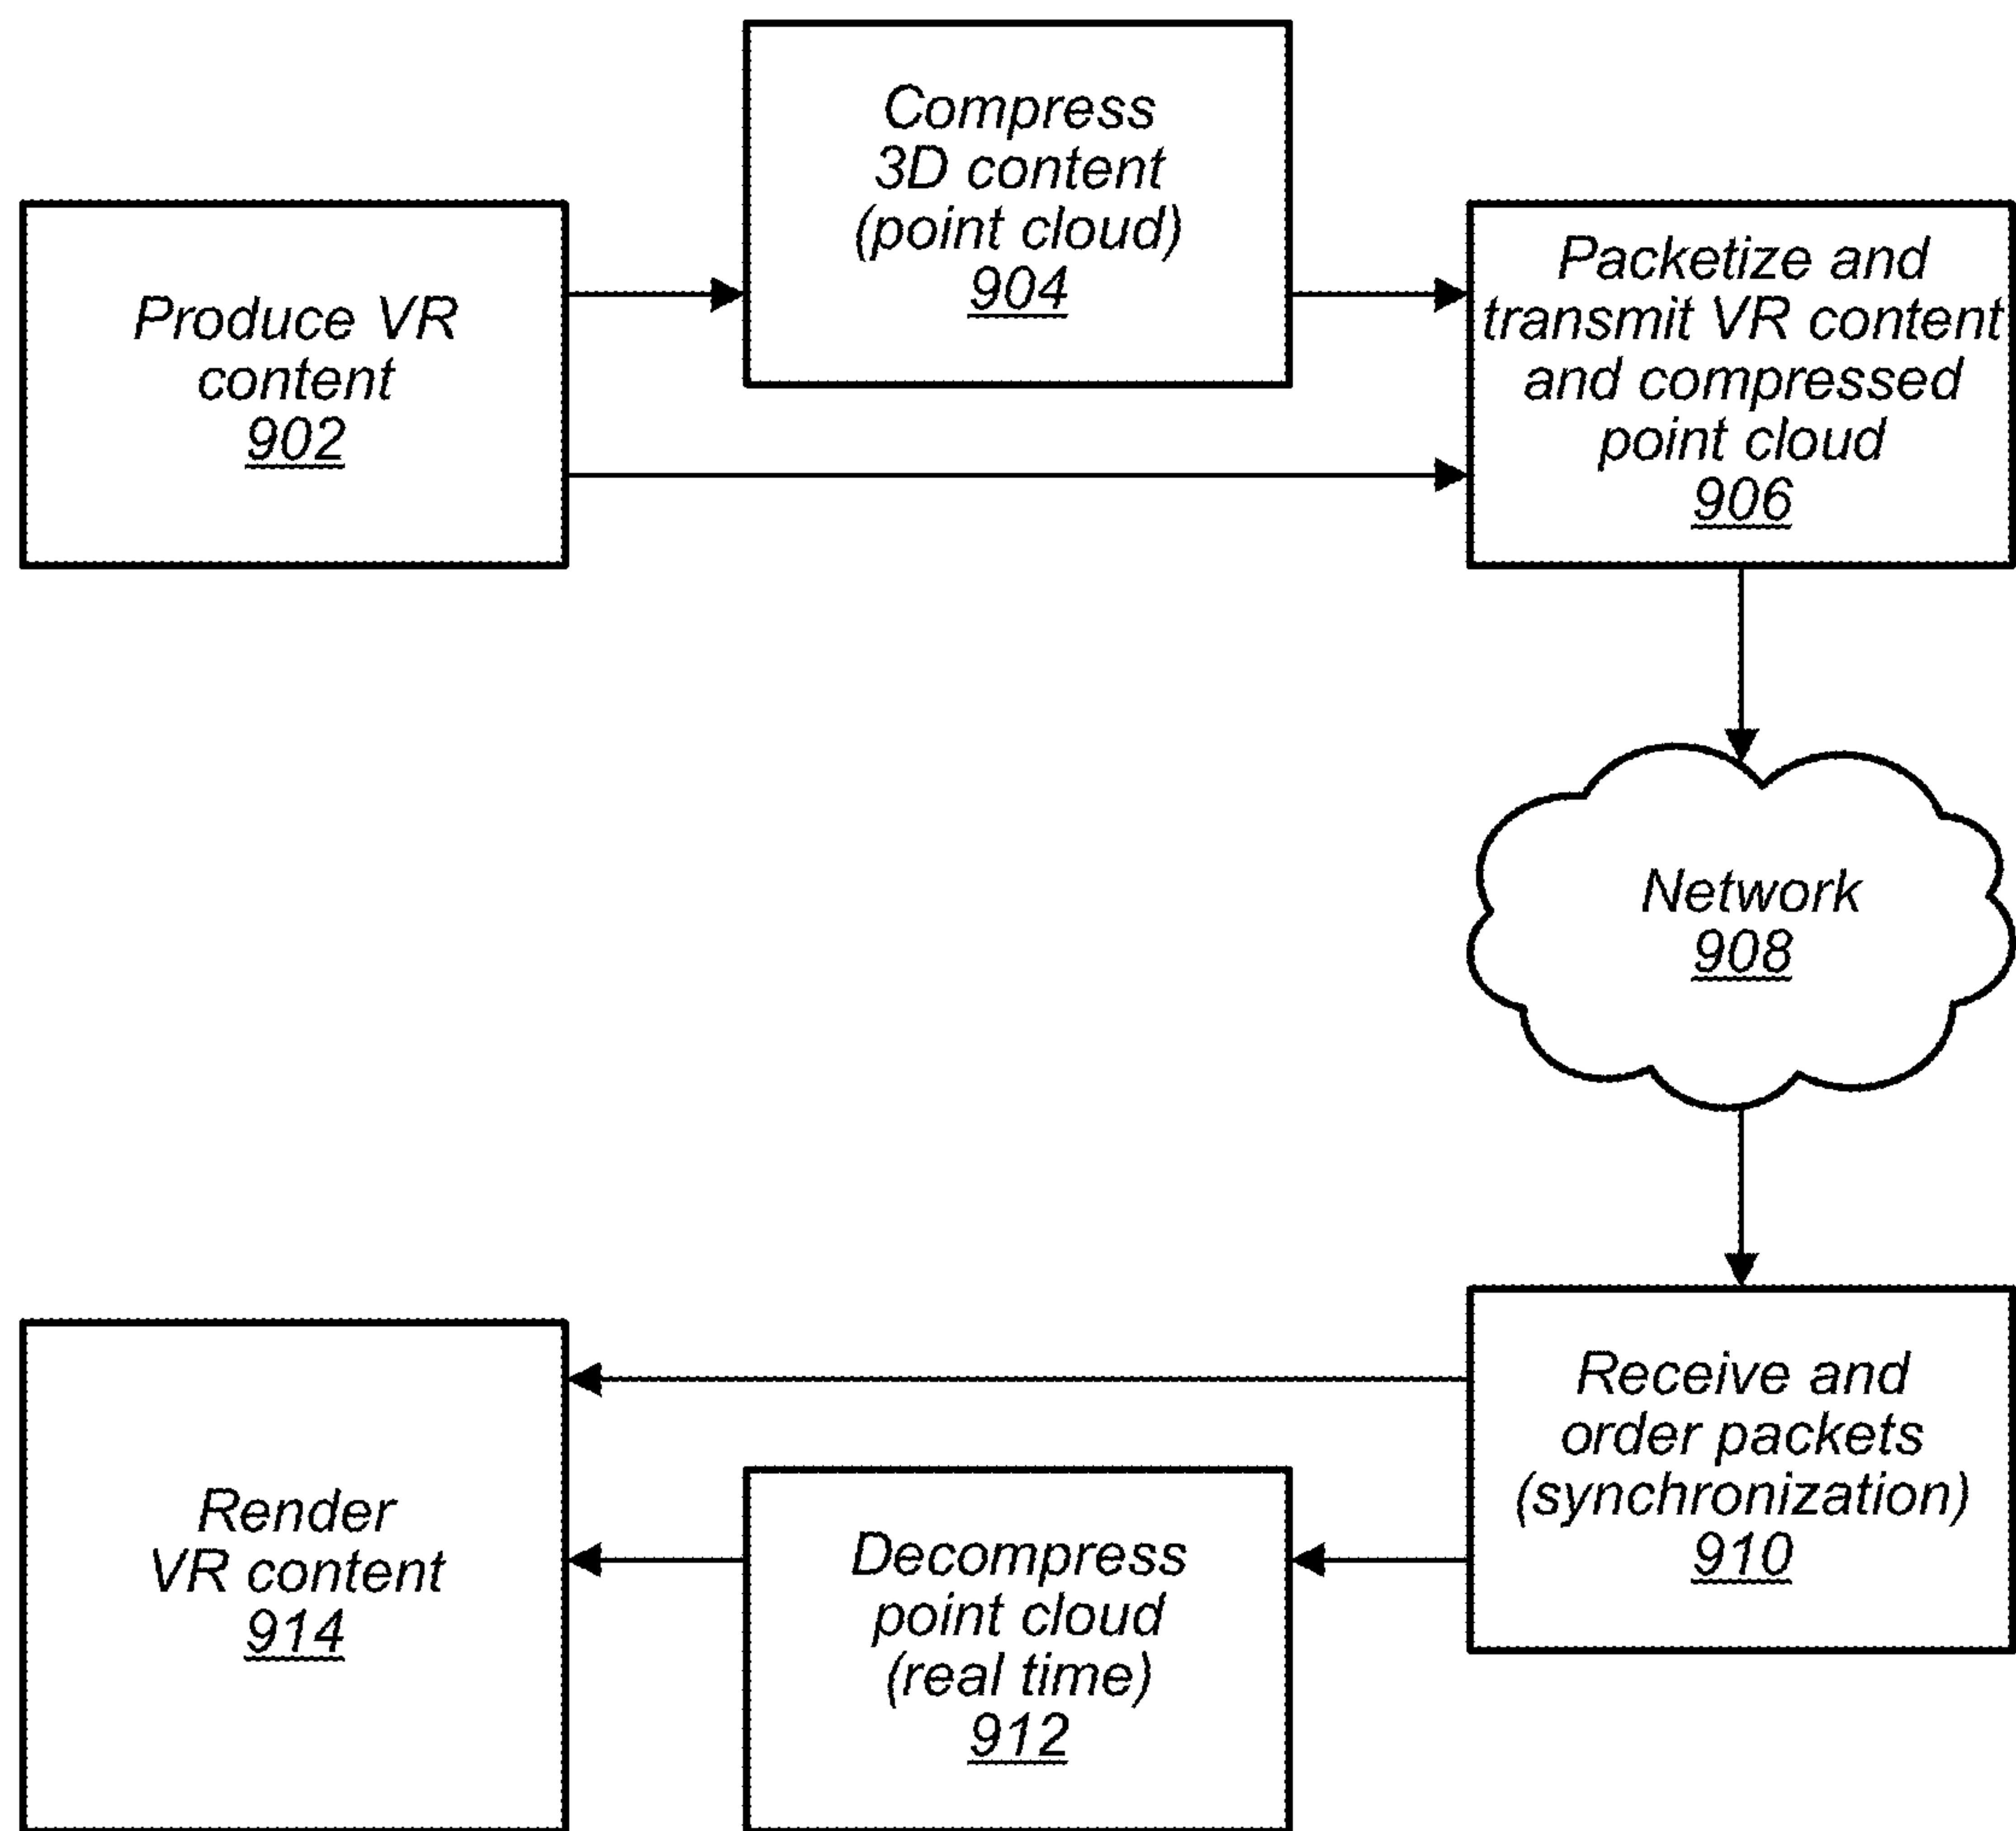 Produce VR
content
902
Compress
3D content
(point cloud)
904
Packetize and
transmit VR content
and compressed
point cloud
906
Network
908
Receive and
order packets
(synchronization)
910
Decompress
point cloud
(real time)
912
Render
VR content
914